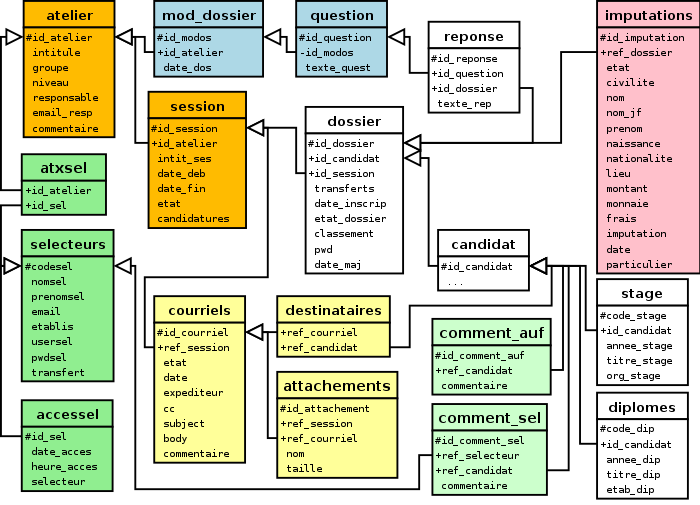 atelier
#id_atelier
intitule
groupe
niveau
responsable
email_resp
commentaire
mod_dossier
#id_modos
+id_atelier
date_dos
question
#id_question
-id_modos
texte_quest
reponse
#id_reponse
+id_question
+id_dossier
texte_rep
imputations
#id_imputation
+ref_dossier
etat
civilite
nom
nom_jf
prenom
naissance
nationalite
lieu
montant
monnaie
frais
imputation
date
particulier
session
#id_session
+id_atelier
intit_ses
date_deb
date_fin
etat
candidatures
dossier
#id_dossier
+id_candidat
+id_session
transferts
date_inscrip
etat_dossier
classement
pwd
date_maj
atxsel
+id_atelier
+id_sel
selecteurs
#codesel
nomsel
prenomsel
email
etablis
usersel
pwdsel
transfert
candidat
#id_candidat
...
courriels
#id_courriel
+ref_session
etat
date
expediteur
cc
subject
body
commentaire
destinataires
+ref_courriel
+ref_candidat
attachements
#id_attachement
+ref_session
+ref_courriel
nom
taille
comment_auf
#id_comment_auf
+ref_candidat
commentaire
comment_sel
#id_comment_sel
+ref_selecteur
+ref_candidat
commentaire
stage
#code_stage
+id_candidat
annee_stage
titre_stage
org_stage
diplomes
#code_dip
+id_candidat
annee_dip
titre_dip
etab_dip
accessel
#id_sel
date_acces
heure_acces
selecteur